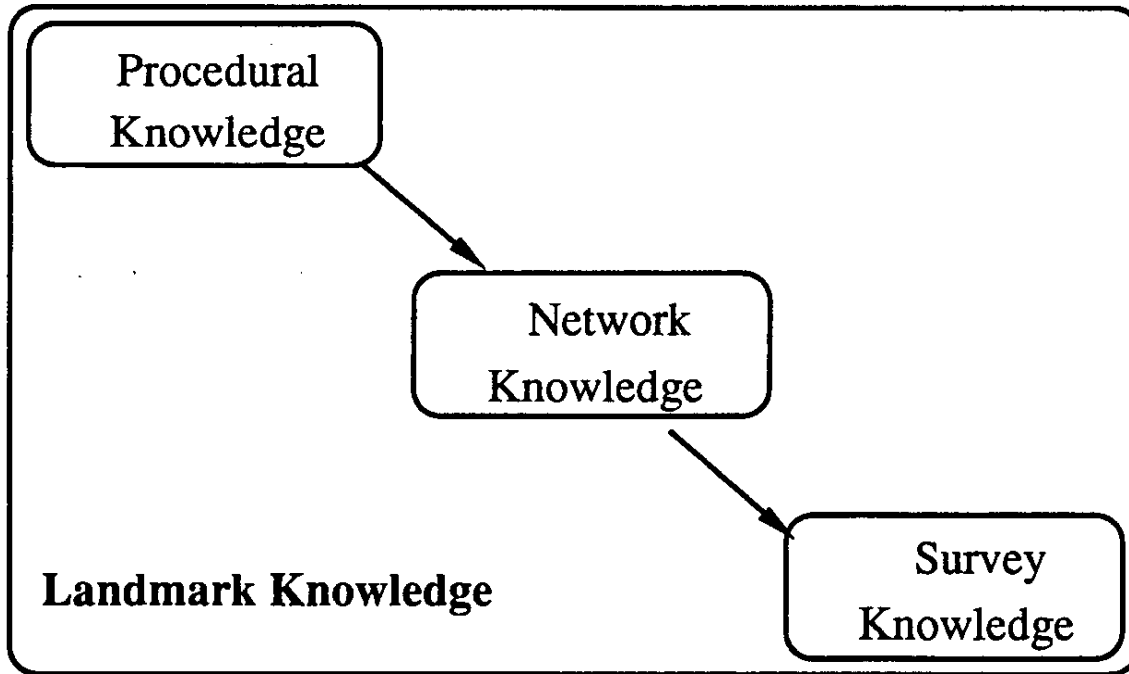 Procedural
Knowledge
Network
Knowledge
Survey
Knowledge
Landmark Knowledge